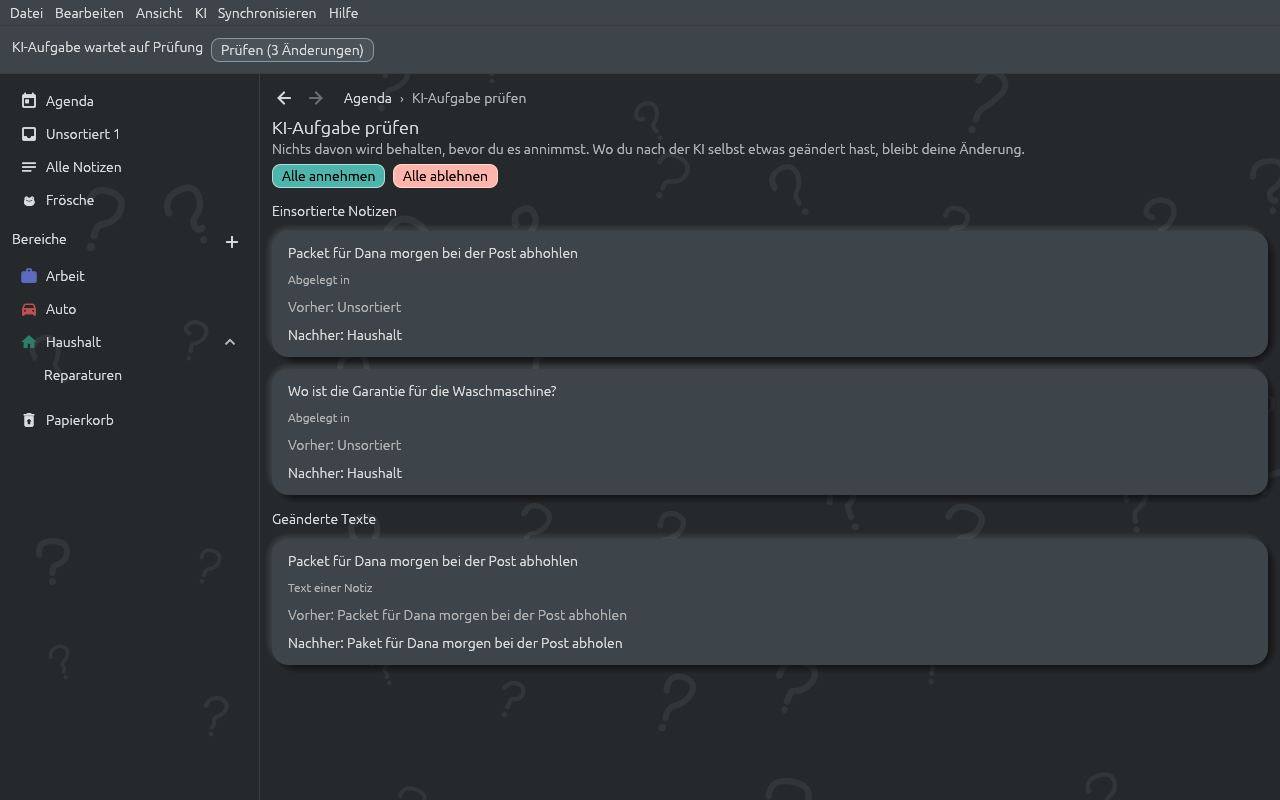 Datei Bearbeiten Ansicht KI Synchronisieren Hilfe
KI-Aufgabe wartet auf Prüfung Prüfen (3 Änderungen)
Agenda
Unsortiert 1
Alle Notizen
Frösche
Bereiche
Arbeit
Auto
Haushalt
Reparaturen
Papierkorb
Agenda › KI-Aufgabe prüfen
KI-Aufgabe prüfen
Nichts davon wird behalten, bevor du es annimmst. Wo du nach der KI selbst etwas geändert hast, bleibt deine Änderung.
Alle annehmen Alle ablehnen
Einsortierte Notizen
Packet für Dana morgen bei der Post abhohlen
Abgelegt in
Vorher: Unsortiert
Nachher: Haushalt
Wo ist die Garantie für die Waschmaschine?
Abgelegt in
Vorher: Unsortiert
Nachher: Haushalt
Geänderte Texte
Packet für Dana morgen bei der Post abhohlen
Text einer Notiz
Vorher: Packet für Dana morgen bei der Post abhohlen
Nachher: Paket für Dana morgen bei der Post abholen